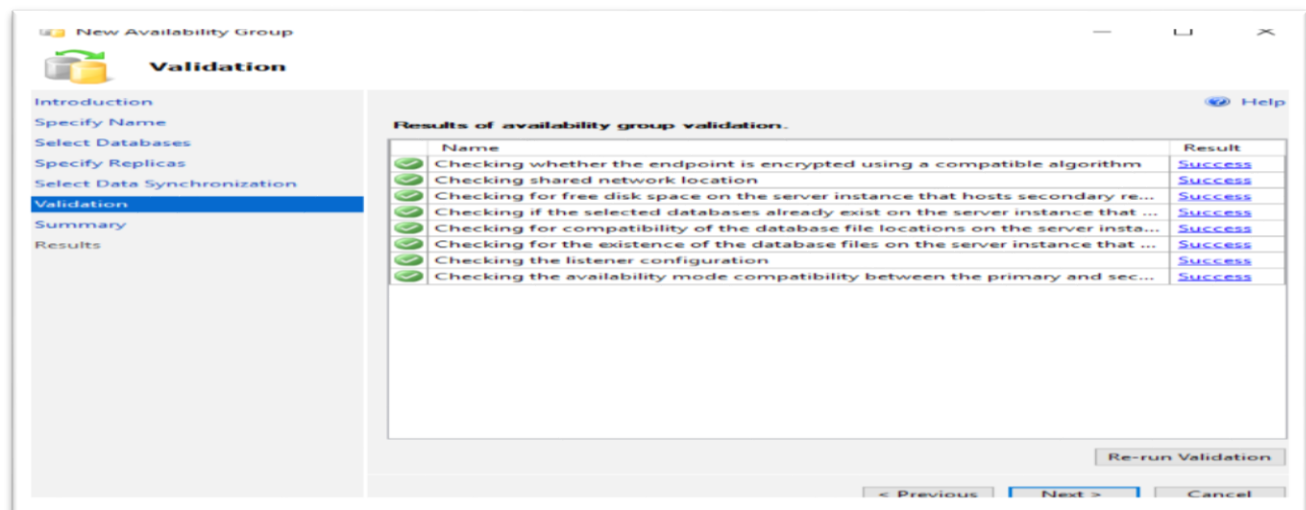 New Availability Group
Validation
Help
Introduction
Specify Name
Select Databases
Specify Replicas
Select Data Synchronization
Validation
Summary
Results
Results of availability group validation.
Name Result
Checking whether the endpoint is encrypted using a compatible algorithm Success
Checking shared network location Success
Checking for free disk space on the server instance that hosts secondary re... Success
Checking if the selected databases already exist on the server instance that ... Success
Checking for compatibility of the database file locations on the server insta... Success
Checking for the existence of the database files on the server instance that ... Success
Checking the listener configuration Success
Checking the availability mode compatibility between the primary and sec... Success
Re-run Validation
< Previous Next > Cancel